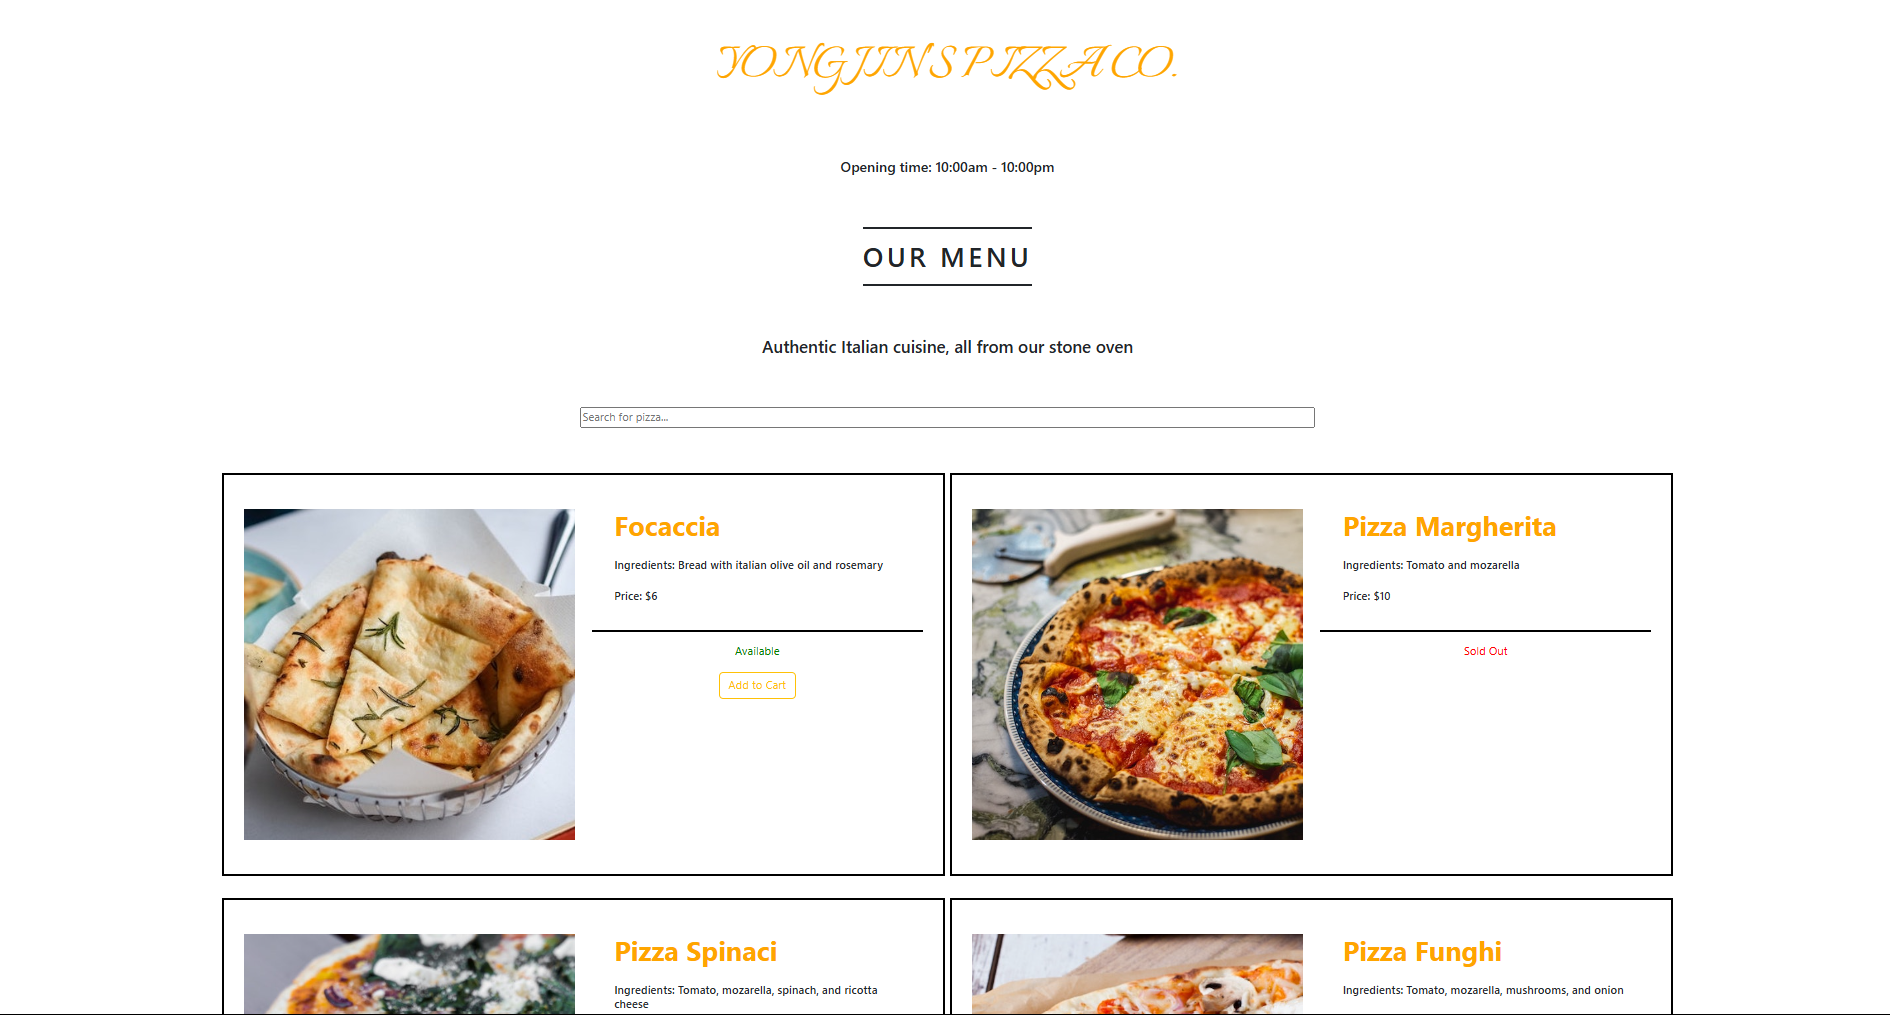 YONGJIN'S PIZZA CO.
Opening time: 10:00am - 10:00pm
OUR MENU
Authentic Italian cuisine, all from our stone oven
Search for pizza...
Focaccia
Ingredients: Bread with italian olive oil and rosemary
Price: $6
Available
Add to Cart
Pizza Margherita
Ingredients: Tomato and mozarella
Price: $10
Sold Out
Pizza Spinaci
Ingredients: Tomato, mozarella, spinach, and ricotta
cheese
Pizza Funghi
Ingredients: Tomato, mozarella, mushrooms, and onion